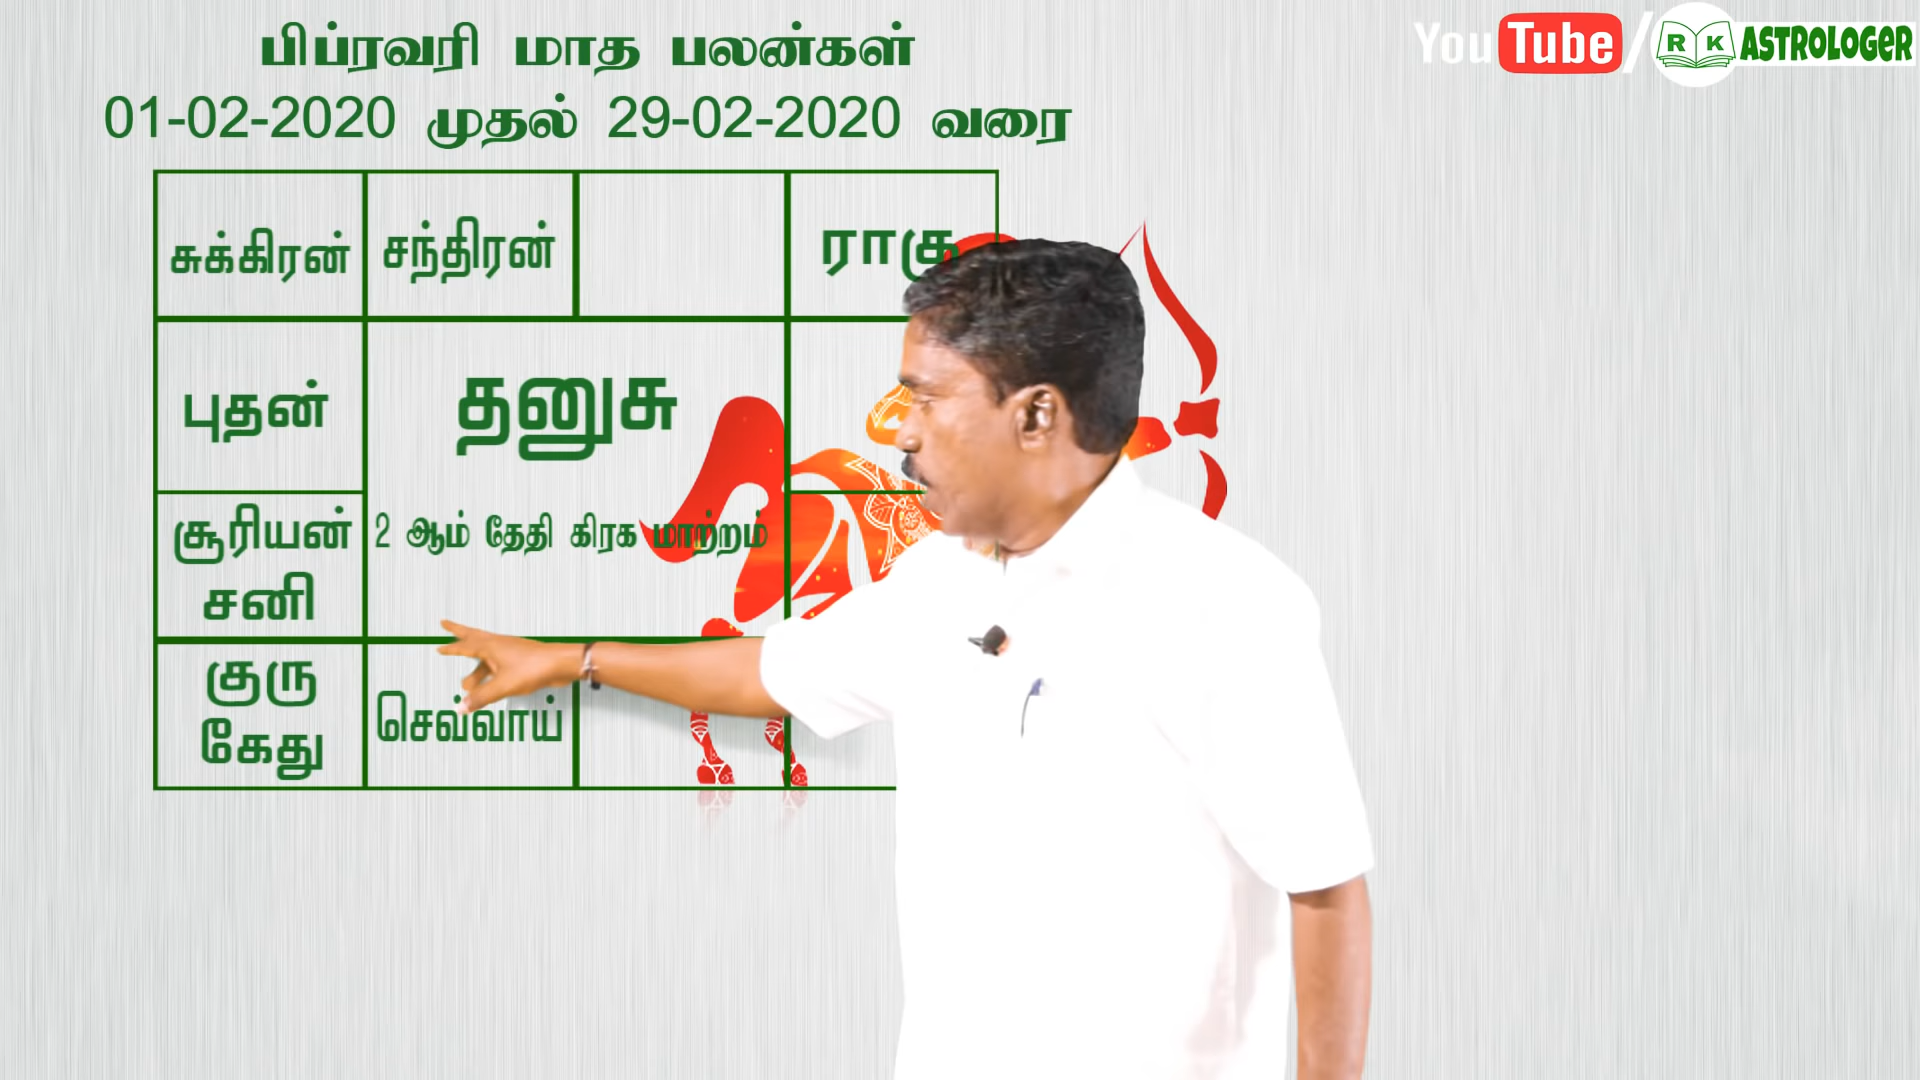 பிப்ரவரி மாத பலன்கள்
01-02-2020 முதல் 29-02-2020 வரை
YouTube/RK ASTROLOGER
சுக்கிரன்
சந்திரன்
ராகு
புதன்
தனுசு
சூரியன்
சனி
2 ஆம் தேதி கிரக மாற்றம்
குரு
கேது
செவ்வாய்